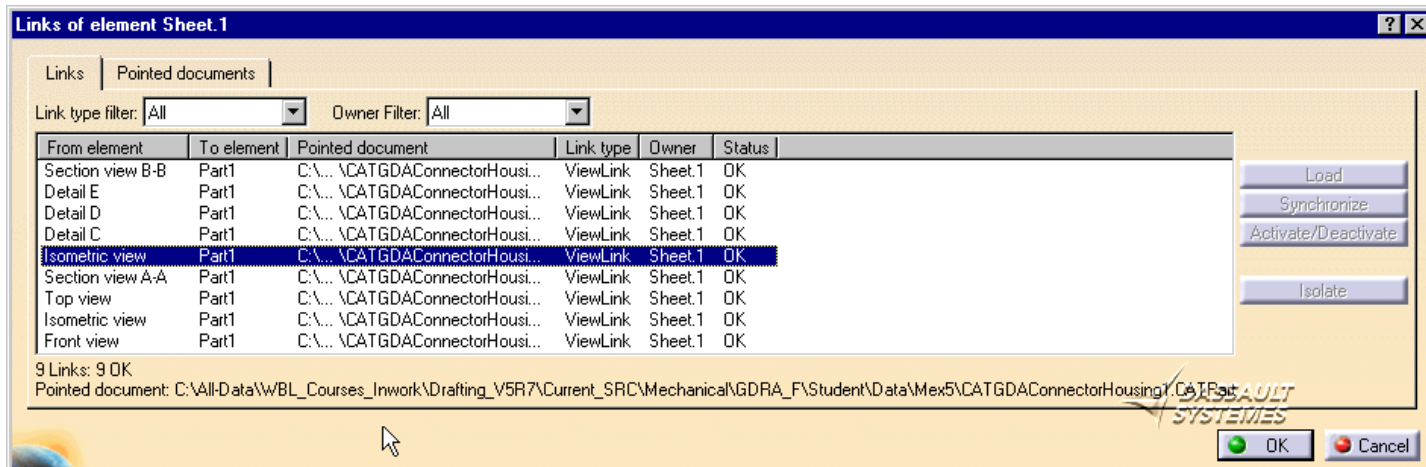 Links of element Sheet.1
Links Pointed documents
Link type filter: All Owner Filter: All
From element To element Pointed document Link type Owner Status
Section view B-B Part1 C:\... \CATGDAConnectorHousi... ViewLink Sheet.1 OK
Detail E Part1 C:\... \CATGDAConnectorHousi... ViewLink Sheet.1 OK
Detail D Part1 C:\... \CATGDAConnectorHousi... ViewLink Sheet.1 OK
Detail C Part1 C:\... \CATGDAConnectorHousi... ViewLink Sheet.1 OK
Isometric view Part1 C:\... \CATGDAConnectorHousi... ViewLink Sheet.1 OK
Section view A-A Part1 C:\... \CATGDAConnectorHousi... ViewLink Sheet.1 OK
Top view Part1 C:\... \CATGDAConnectorHousi... ViewLink Sheet.1 OK
Isometric view Part1 C:\... \CATGDAConnectorHousi... ViewLink Sheet.1 OK
Front view Part1 C:\... \CATGDAConnectorHousi... ViewLink Sheet.1 OK
Load
Synchronize
Activate/Deactivate
Isolate
9 Links: 9 OK
Pointed document: C:\All-Data\WBL_Courses_Inwork\Drafting_V5R7\Current_SRC\Mechanical\GDRA_F\Student\Data\Mex5\CATGDAConnectorHousing1.CATPart
DASSAULT
SYSTEMES
OK Cancel